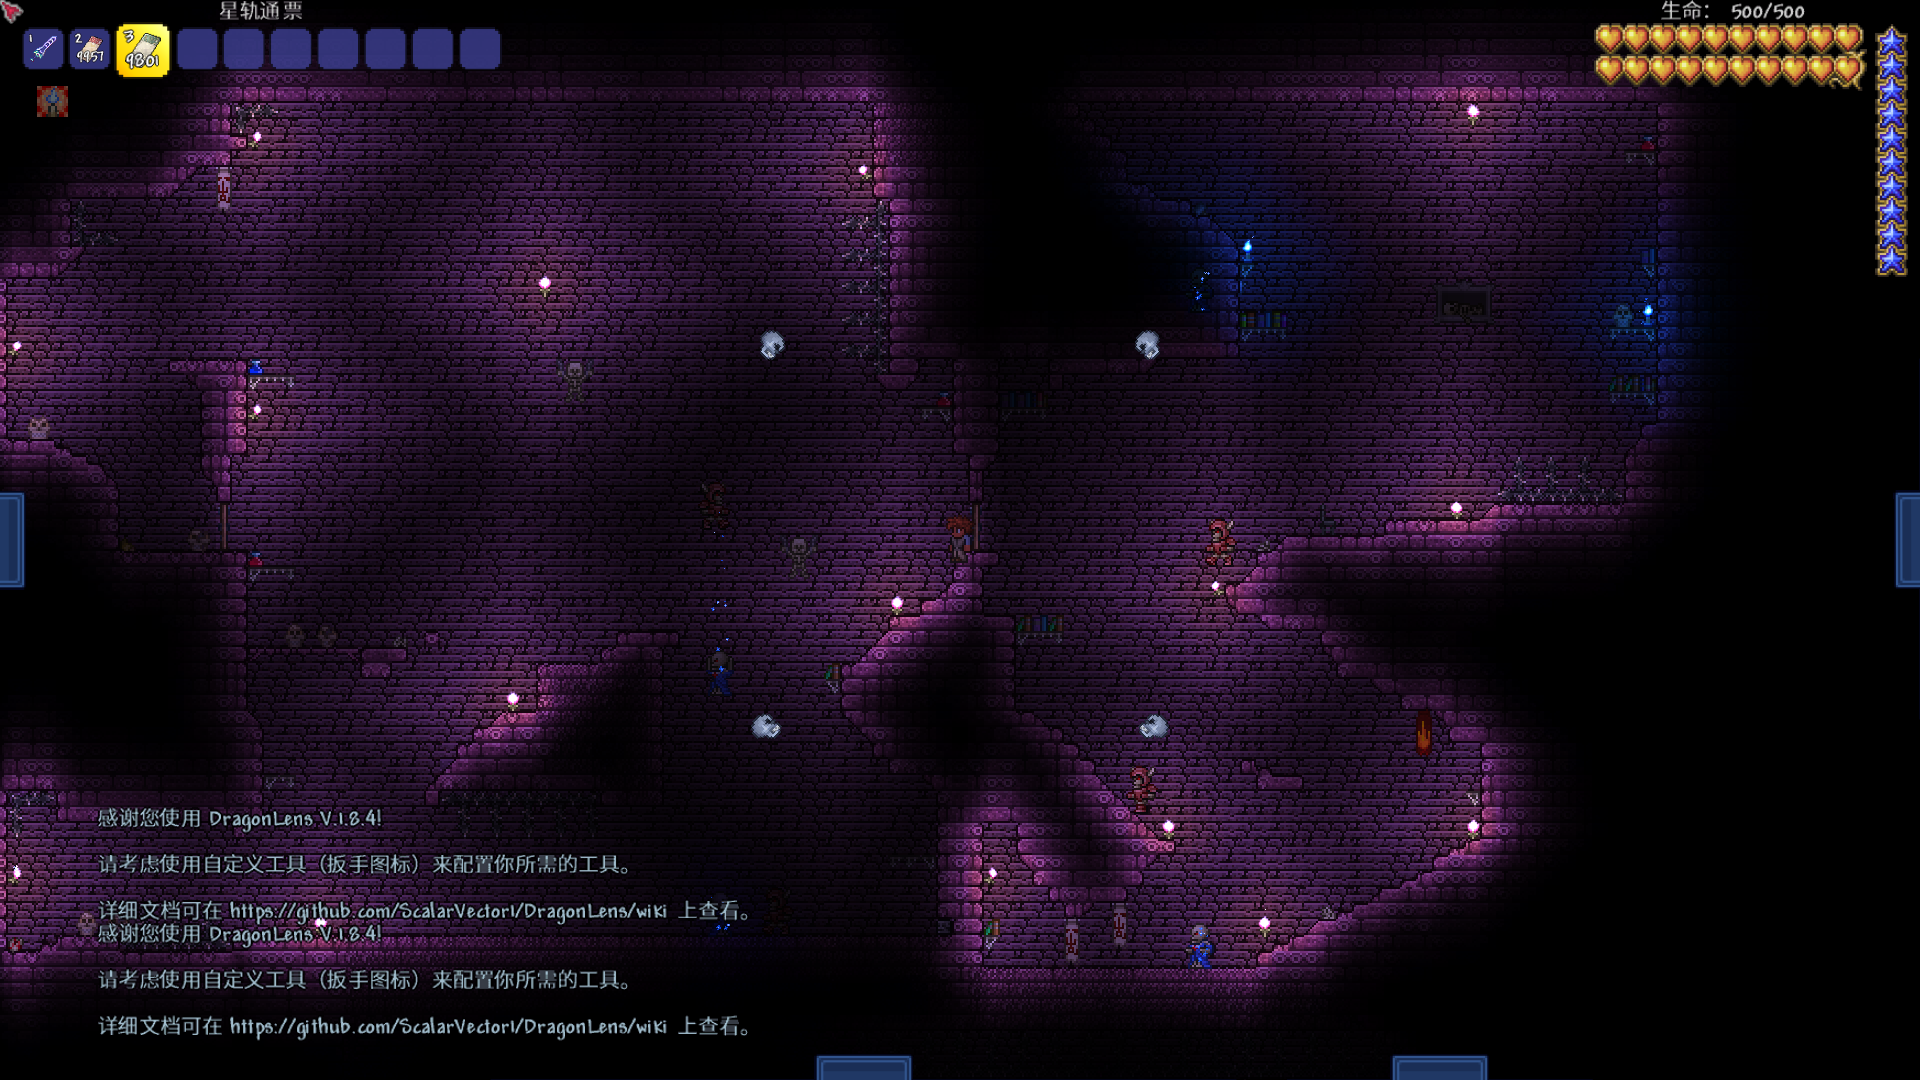 星轨通票
生命： 500/500
1
2
9957
3
9801
感谢您使用 DragonLens V.1.8.4!
请考虑使用自定义工具（扳手图标）来配置你所需的工具。
详细文档可在 https://github.com/ScalarVector1/DragonLens/wiki 上查看。
感谢您使用 DragonLens V.1.8.4!
请考虑使用自定义工具（扳手图标）来配置你所需的工具。
详细文档可在 https://github.com/ScalarVector1/DragonLens/wiki 上查看。